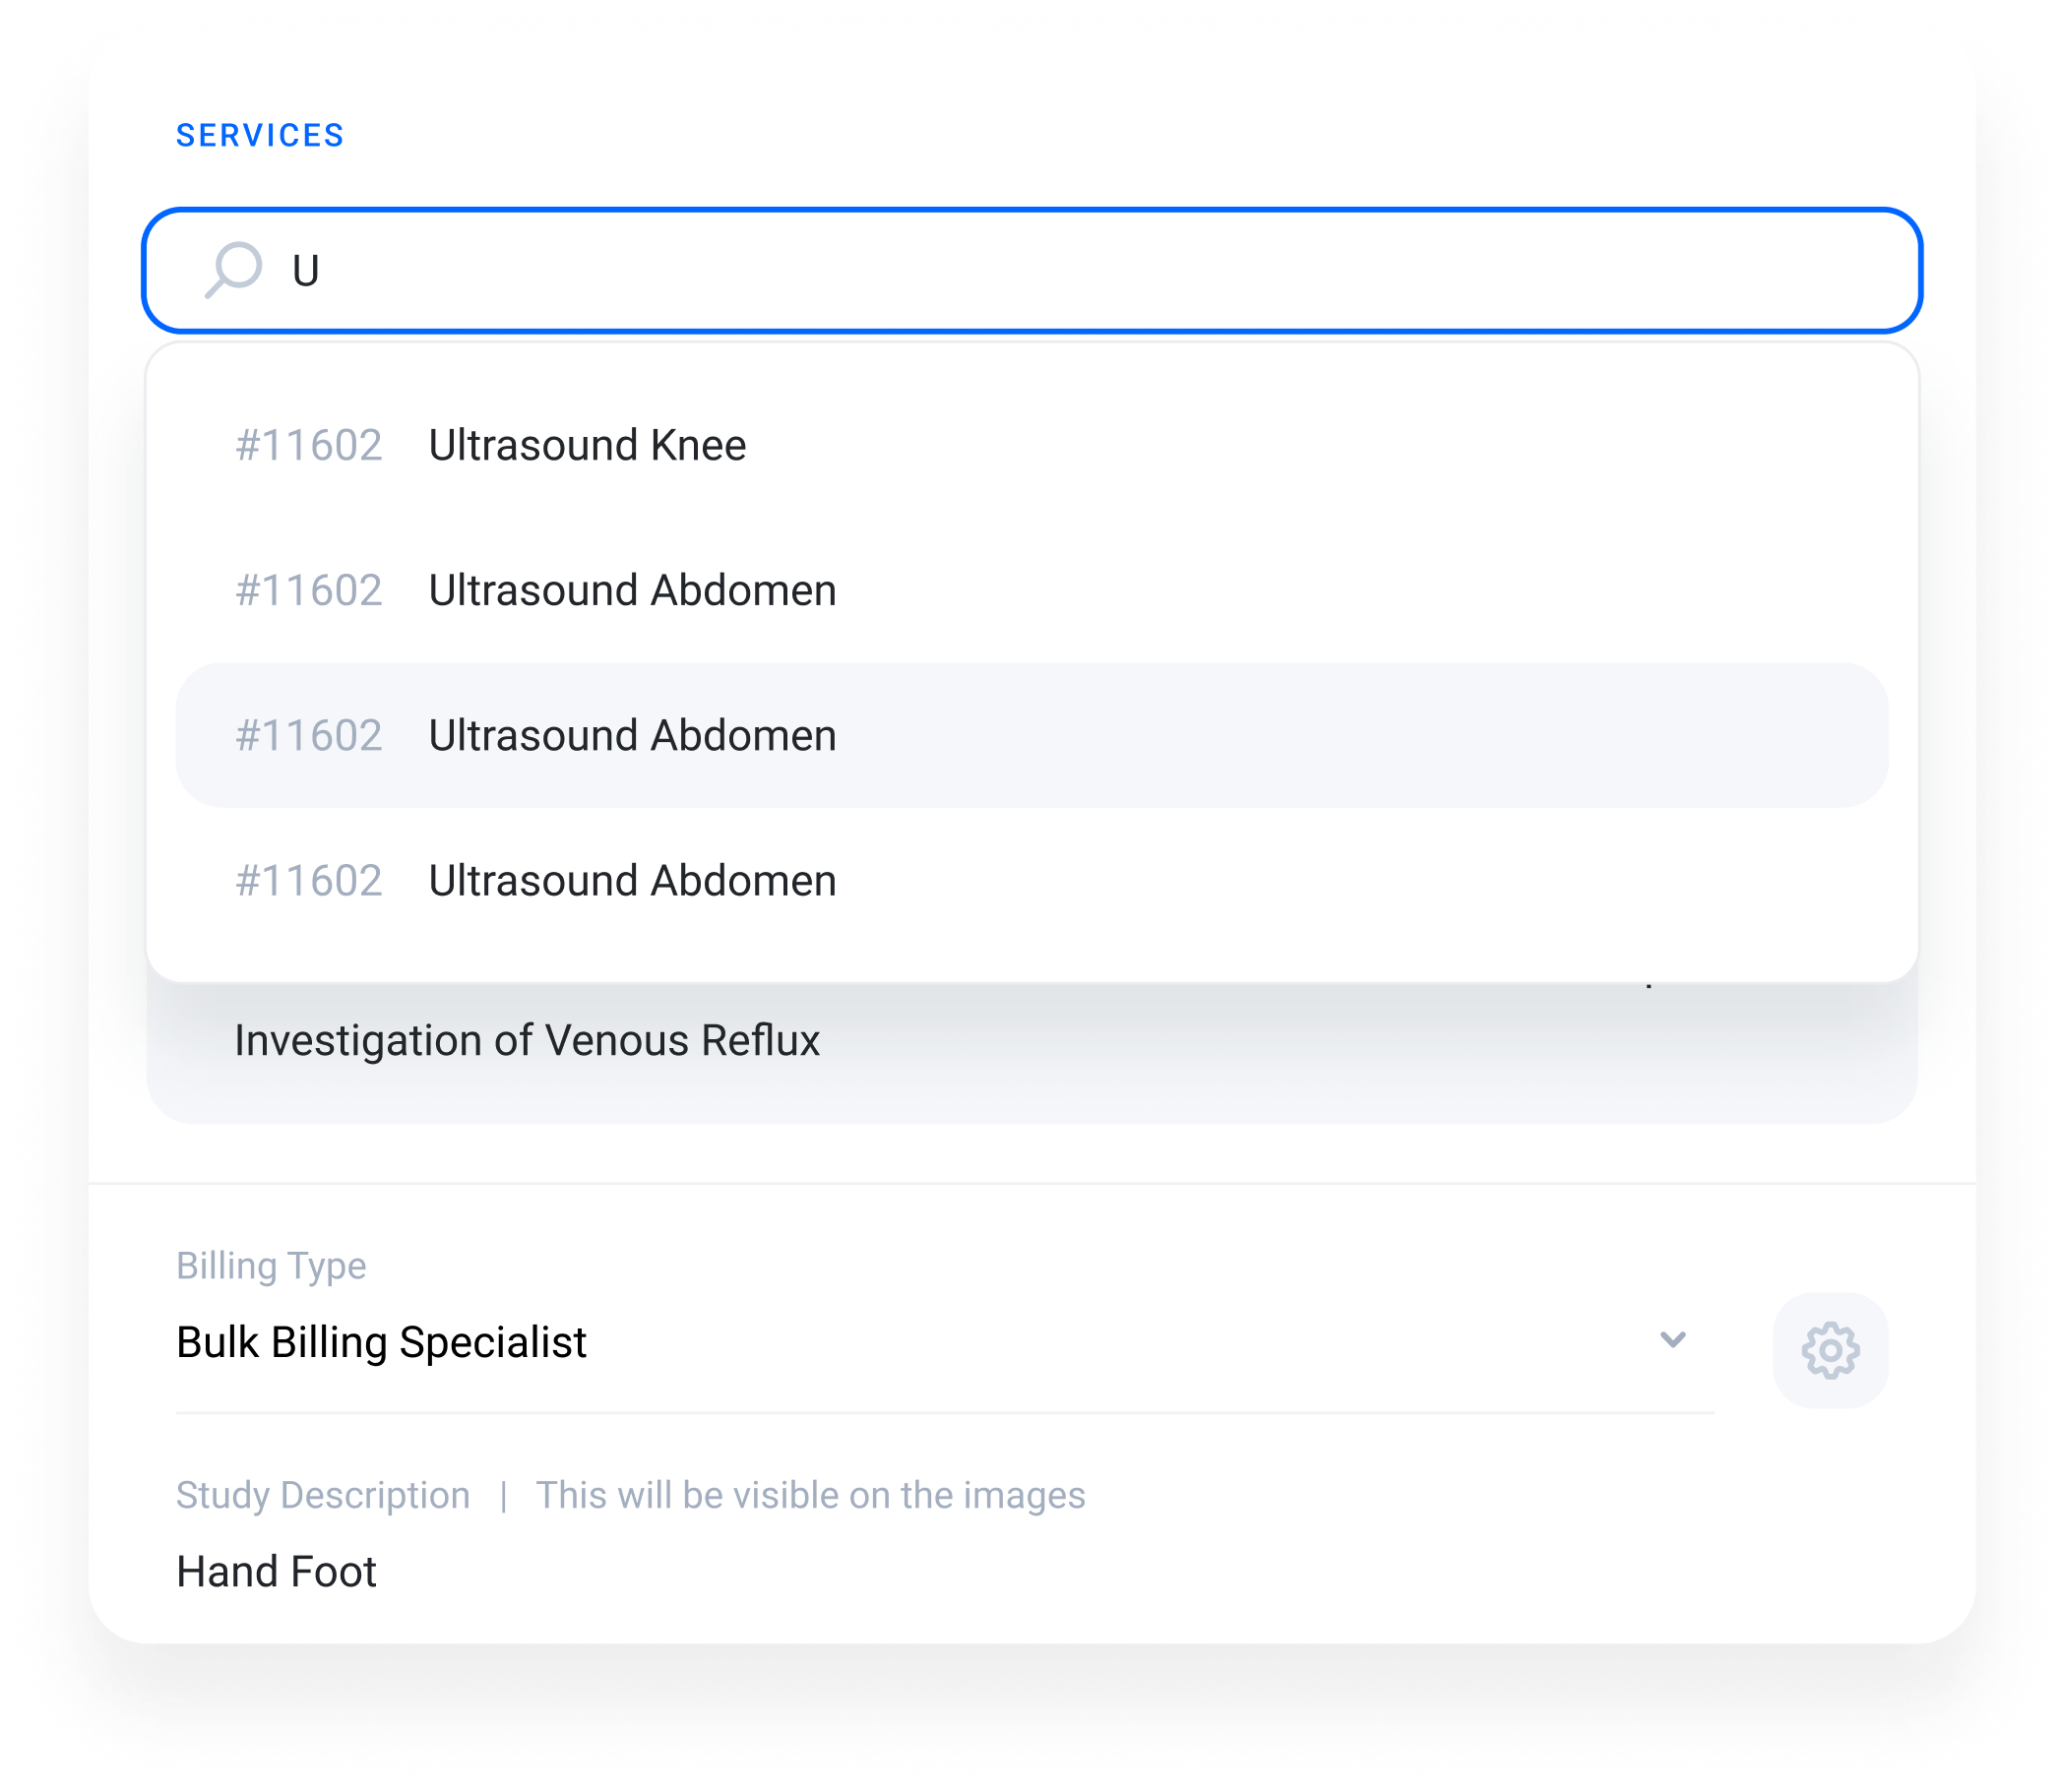 SERVICES
U
#11602 Ultrasound Knee
#11602 Ultrasound Abdomen
#11602 Ultrasound Abdomen
#11602 Ultrasound Abdomen
Investigation of Venous Reflux
Billing Type
Bulk Billing Specialist
Study Description | This will be visible on the images
Hand Foot